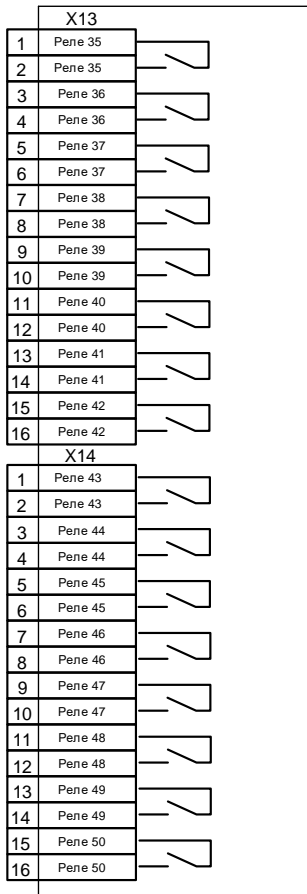 X13
1 Реле 35
2 Реле 35
3 Реле 36
4 Реле 36
5 Реле 37
6 Реле 37
7 Реле 38
8 Реле 38
9 Реле 39
10 Реле 39
11 Реле 40
12 Реле 40
13 Реле 41
14 Реле 41
15 Реле 42
16 Реле 42
X14
1 Реле 43
2 Реле 43
3 Реле 44
4 Реле 44
5 Реле 45
6 Реле 45
7 Реле 46
8 Реле 46
9 Реле 47
10 Реле 47
11 Реле 48
12 Реле 48
13 Реле 49
14 Реле 49
15 Реле 50
16 Реле 50